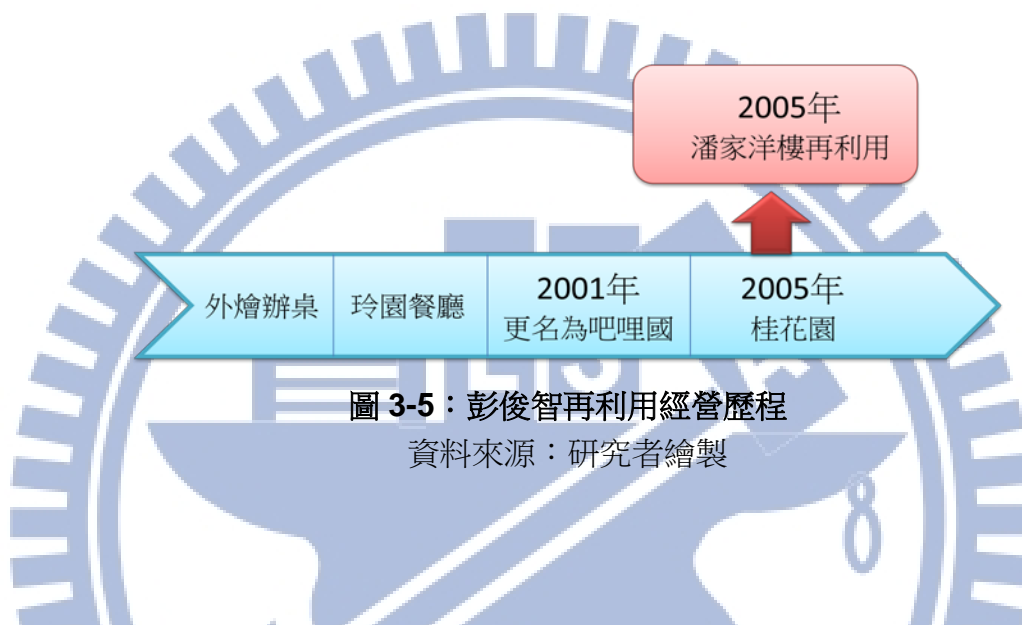 2005年
潘家洋樓再利用
外燴辦桌
玲園餐廳
2001年
更名為吧哩國
2005年
桂花園
圖 3-5：彭俊智再利用經營歷程
資料來源：研究者繪製
8